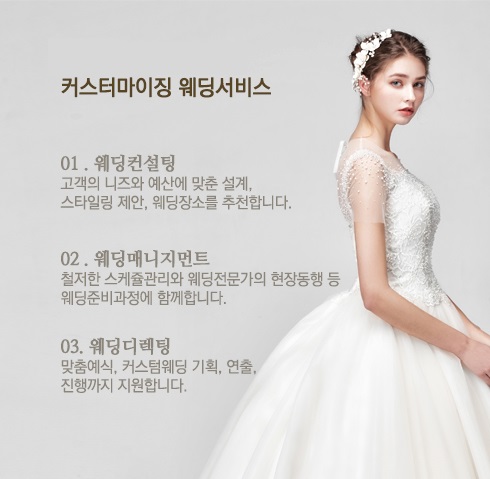 커스터마이징 웨딩서비스
01 . 웨딩컨설팅
고객의 니즈와 예산에 맞춘 설계,
스타일링 제안, 웨딩장소를 추천합니다.
02 . 웨딩매니지먼트
철저한 스케쥴관리와 웨딩전문가의 현장동행 등
웨딩준비과정에 함께합니다.
03. 웨딩디렉팅
맞춤예식, 커스텀웨딩 기획, 연출,
진행까지 지원합니다.